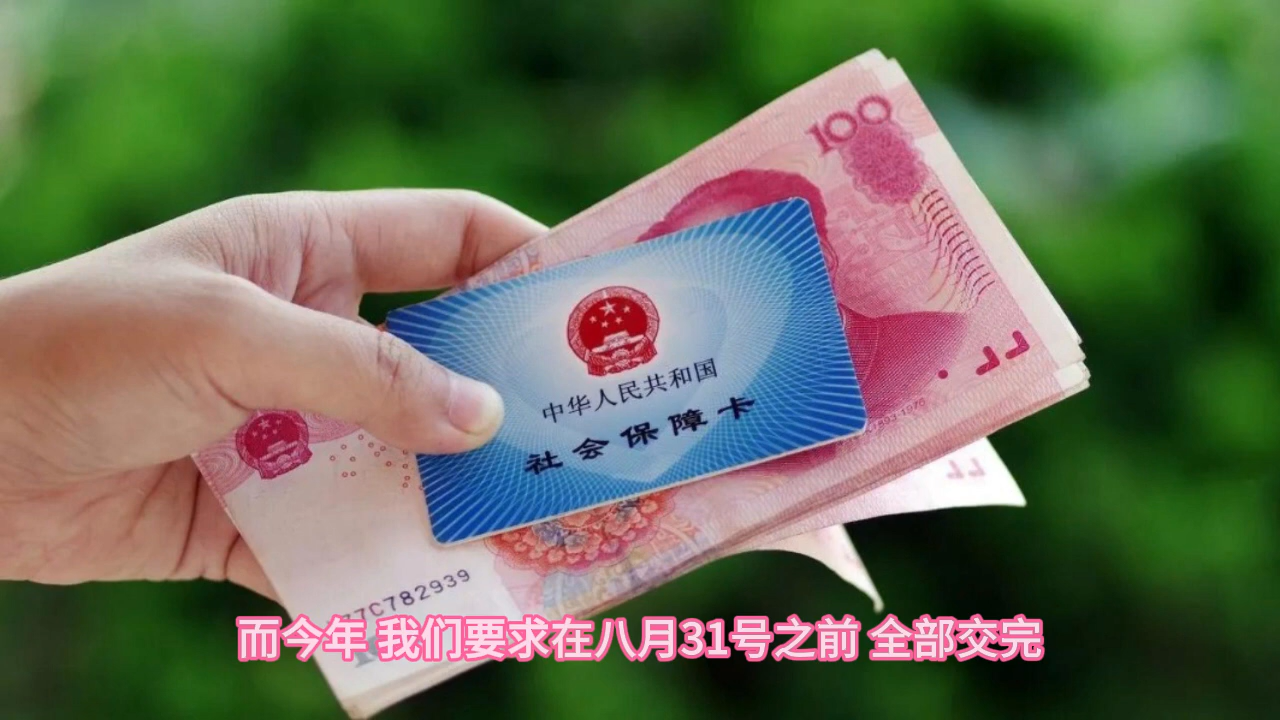 100
中华人民共和国
社会保障卡
7C782939
而今年 我们要求在八月31号之前 全部交完